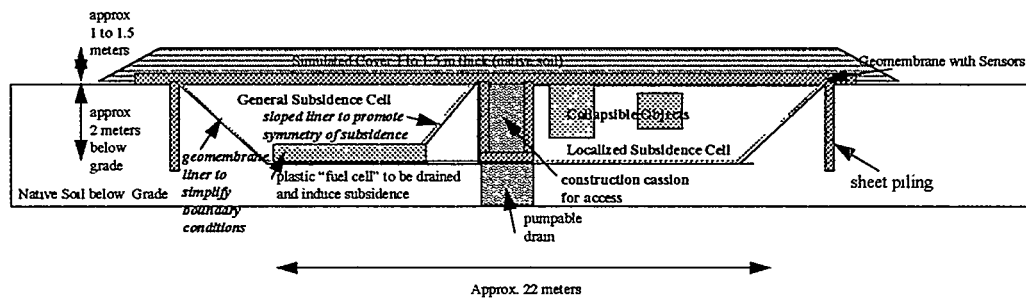 approx
1 to 1.5
meters
Simulated Cover 1 to 1.5 m thick (native soil)
Geomembrane with Sensors
approx
2 meters
below
grade
General Subsidence Cell
sloped liner to promote
symmetry of subsidence
Collapsible Objects
Localized Subsidence Cell
geomembrane
liner to
simplify
boundary
conditions
plastic "fuel cell" to be drained
and induce subsidence
construction cassion
for access
sheet piling
Native Soil below Grade
pumpable
drain
Approx. 22 meters